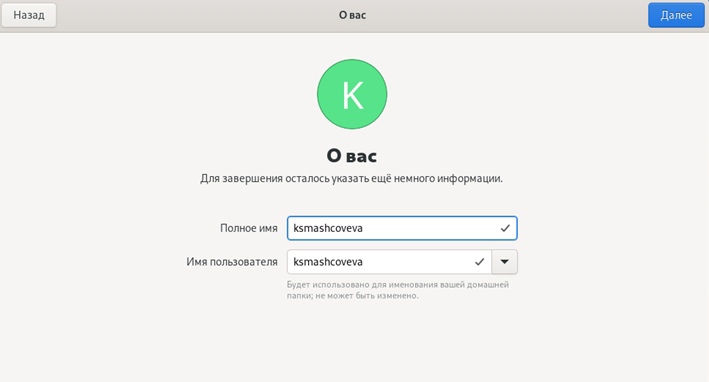 Назад О вас Далее
K
О вас
Для завершения осталось указать ещё немного информации.
Полное имя ksmashcoveva
Имя пользователя ksmashcoveva
Будет использовано для именования вашей домашней
папки; не может быть изменено.